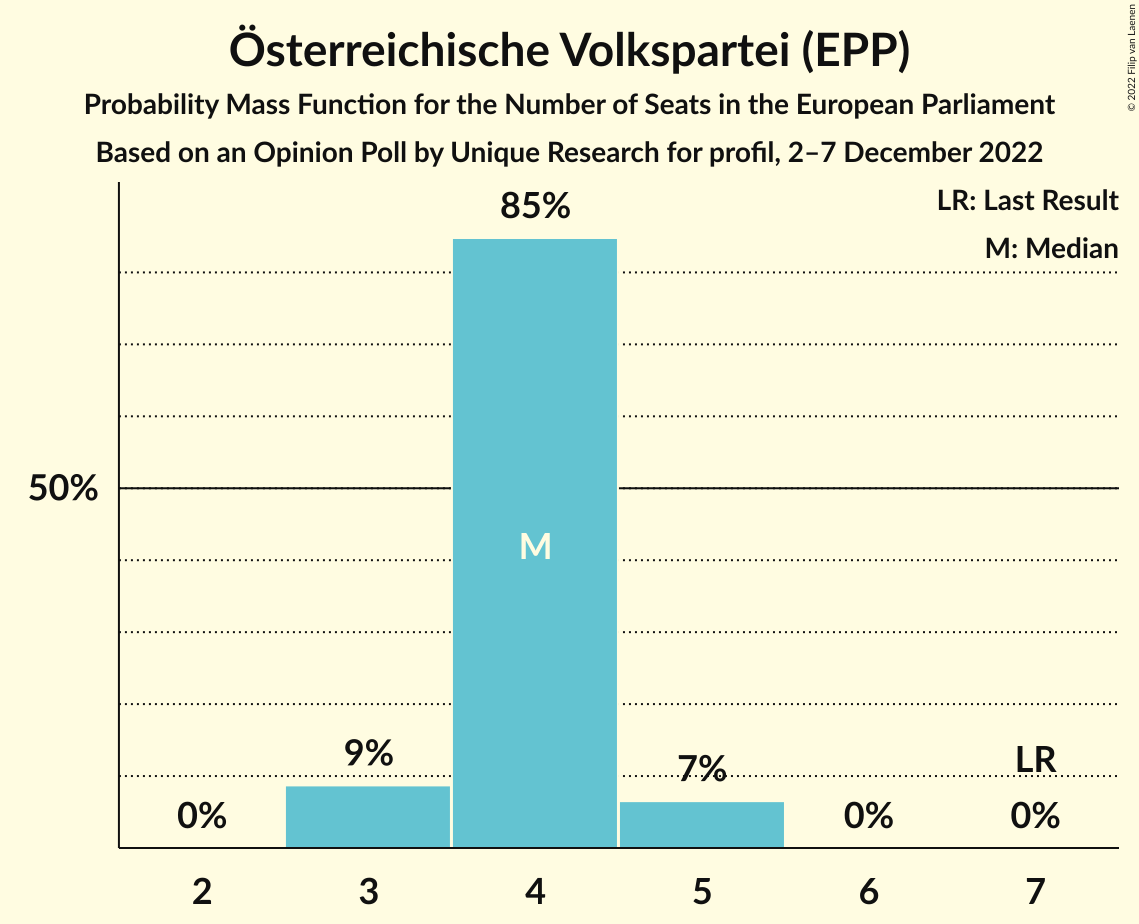 Österreichische Volkspartei (EPP)
Probability Mass Function for the Number of Seats in the European Parliament
Based on an Opinion Poll by Unique Research for profil, 2–7 December 2022
© 2022 Filip van Laenen
LR: Last Result
M: Median
85%
50%
M
9%
7%
LR
0%
0%
0%
2
3
4
5
6
7